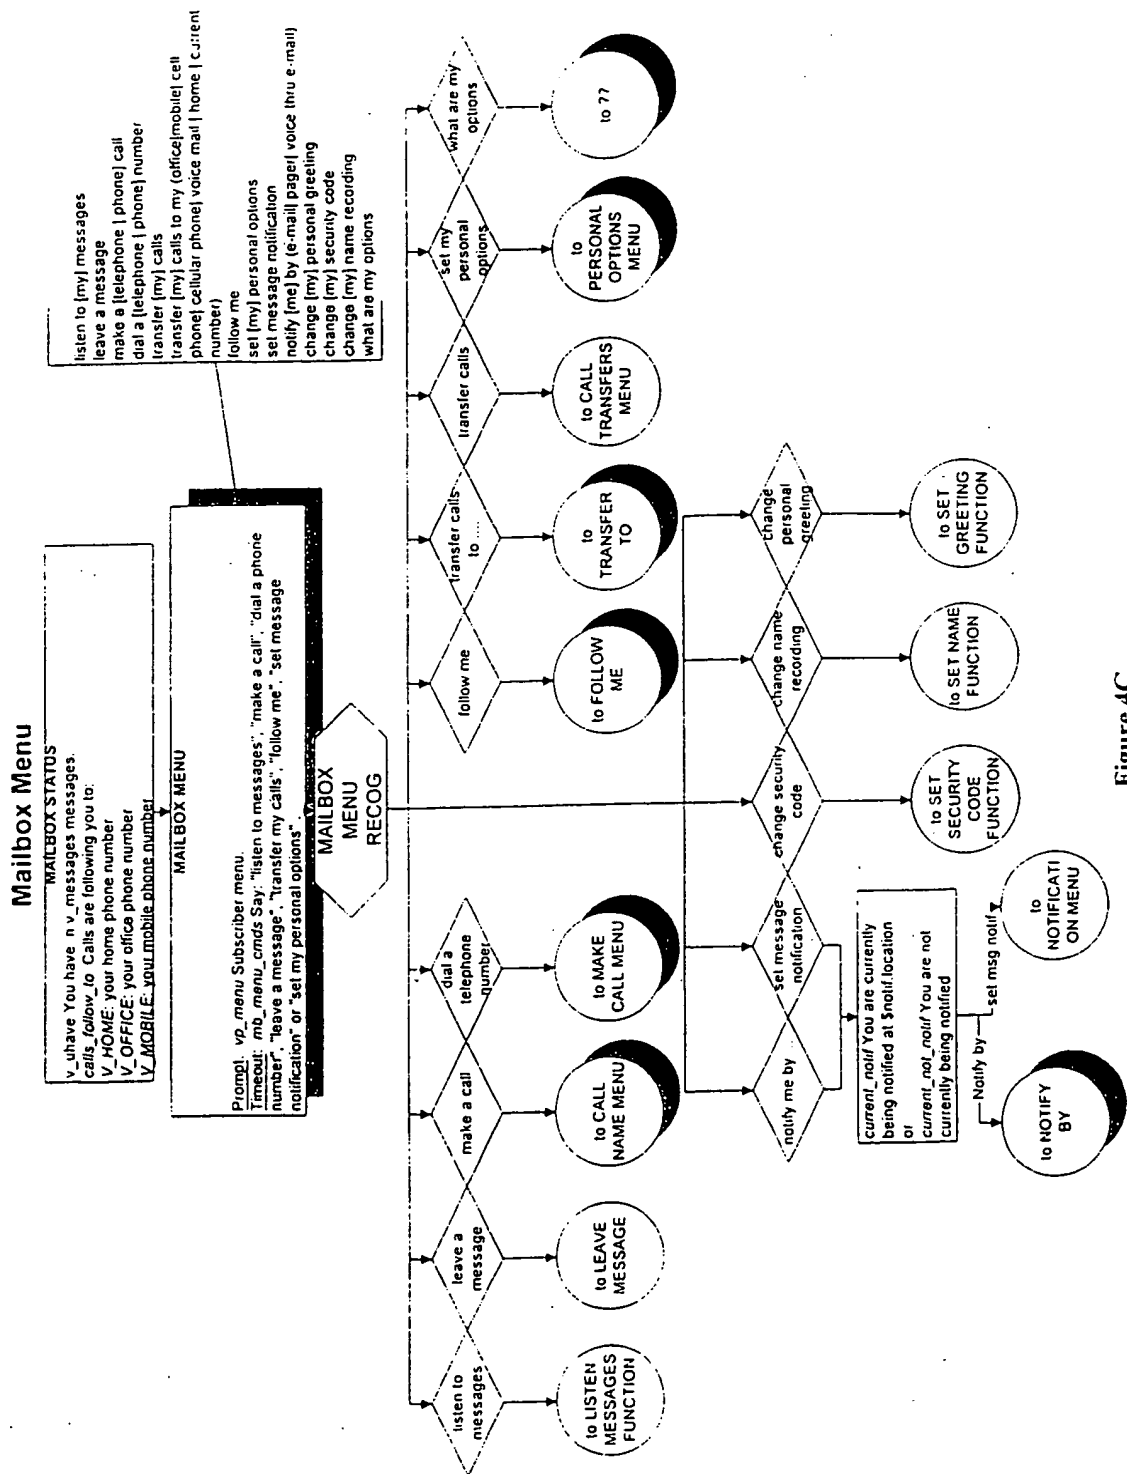 Mailbox Menu
MAILBOX STATUS
v_uhave You have n v_messages messages.
calls_follow_to Calls are following you to:
V_HOME: your home phone number
V_OFFICE: your office phone number
V_MOBILE: your mobile phone number
MAILBOX MENU
Prompt: vp_menu Subscriber menu.
Timeout: mb_menu_cmds Say: "listen to messages", "make a call", "dial a phone
number", "leave a message", "transfer my calls", "follow me", "set message
notification" or "set my personal options".
listen to [my] messages
leave a message
make a [telephone | phone] call
dial a [telephone | phone] number
transfer [my] calls
transfer [my] calls to my (office|mobile| cell
phone| cellular phone| voice mail | home | current
number)
follow me
set [my] personal options
set message notification
notify [me] by (e-mail| pager| voice thru e-mail)
change [my] personal greeting
change [my] security code
change [my] name recording
what are my options
MAILBOX
MENU
RECOG
listen to
messages
leave a
message
make a call
dial a
telephone
number
follow me
transfer calls
to .....
transfer calls
set my
personal
options
what are my
options
to LISTEN
MESSAGES
FUNCTION
to LEAVE
MESSAGE
to CALL
NAME MENU
to MAKE
CALL MENU
to FOLLOW
ME
to
TRANSFER
TO
to CALL
TRANSFERS
MENU
to
PERSONAL
OPTIONS
MENU
to ??
notify me by
set message
notification
change security
code
change name
recording
change
personal
greeting
current_notif You are currently
being notified at $notif.location
or
current_not_notif You are not
currently being notified
to SET
SECURITY
CODE
FUNCTION
to SET NAME
FUNCTION
to SET
GREETING
FUNCTION
Notify by
set msg notif
to NOTIFY
BY
to
NOTIFICATI
ON MENU
Figure 4C